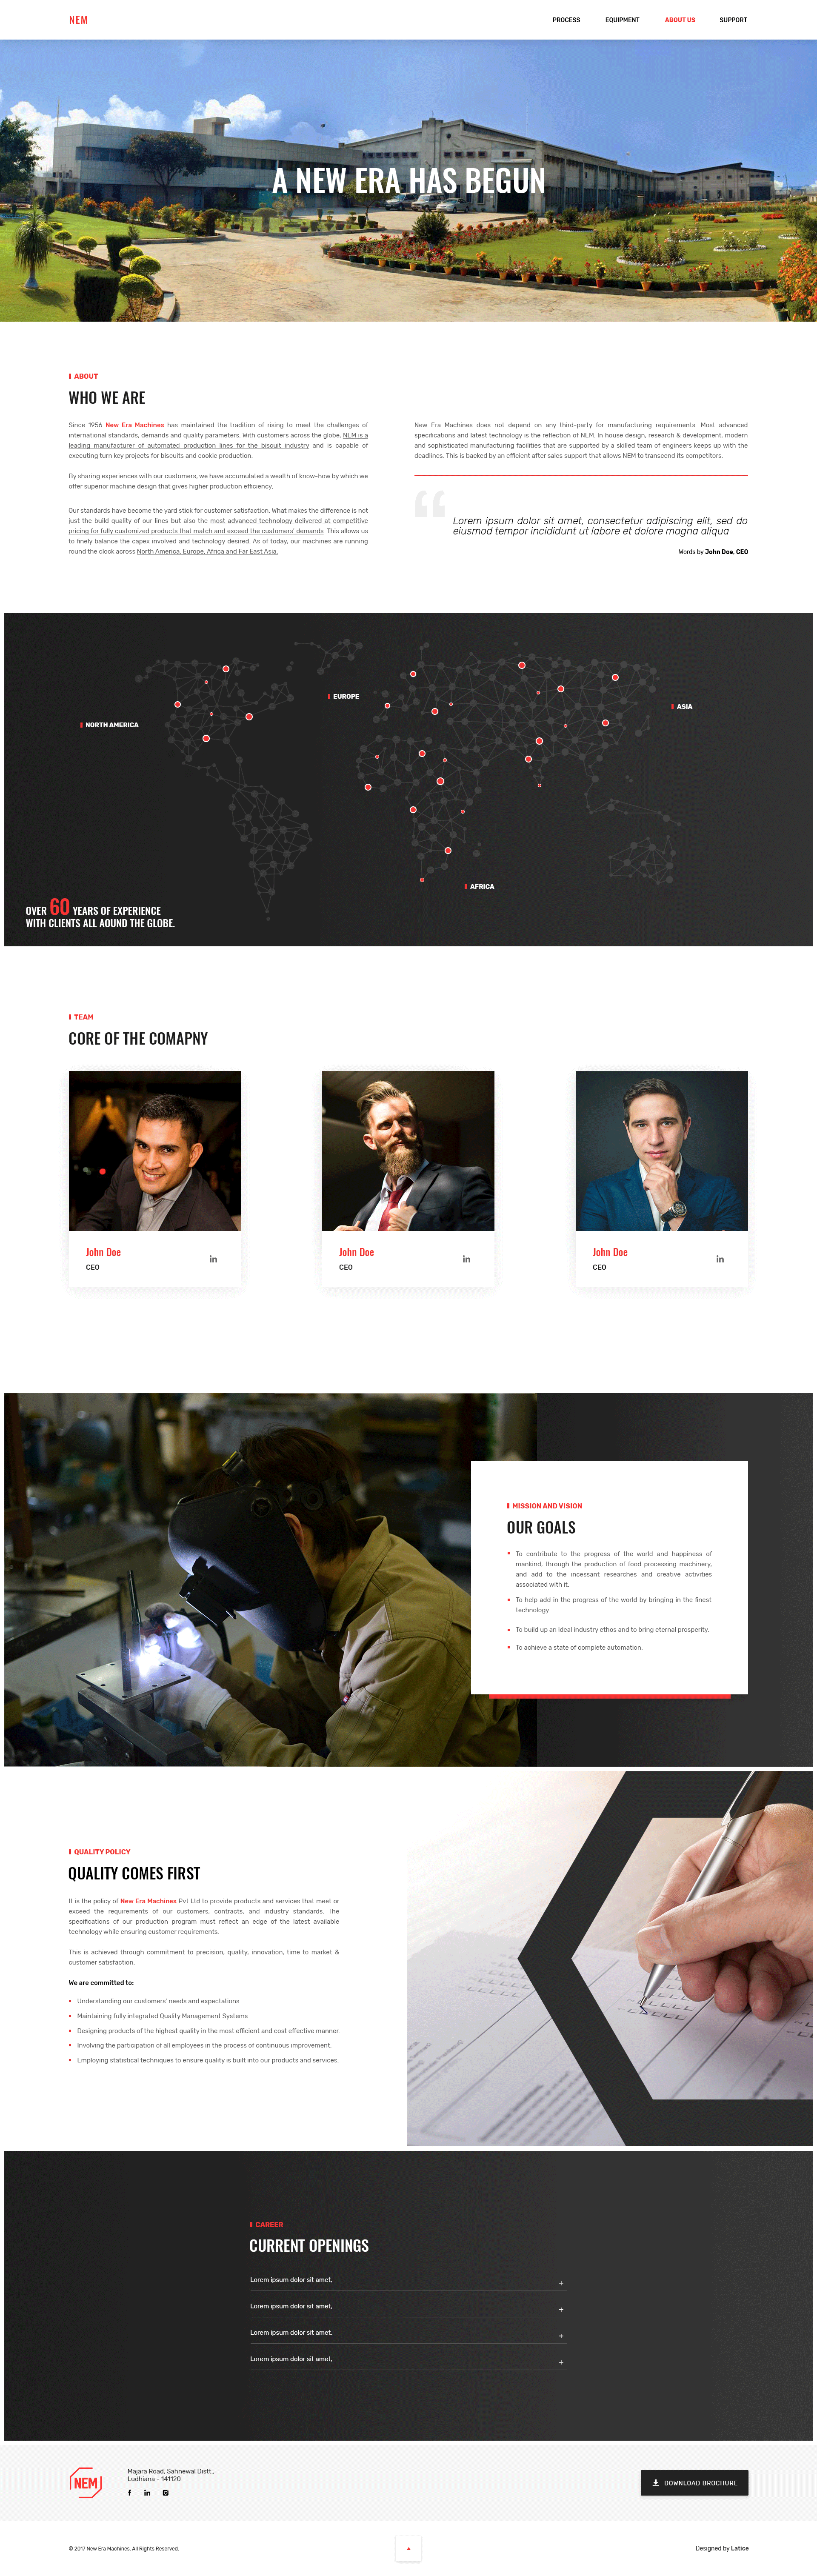 NEM
PROCESS
EQUIPMENT
ABOUT US
SUPPORT
A NEW ERA HAS BEGUN
ABOUT
WHO WE ARE
Since 1956 New Era Machines has maintained the tradition of rising to meet the challenges of
international standards, demands and quality parameters. With customers across the globe, NEM is a
leading manufacturer of automated production lines for the biscuit industry and is capable of
executing turn key projects for biscuits and cookie production.
By sharing experiences with our customers, we have accumulated a wealth of know-how by which we
offer superior machine design that gives higher production efficiency.
Our standards have become the yard stick for customer satisfaction. What makes the difference is not
just the build quality of our lines but also the most advanced technology delivered at competitive
pricing for fully customized products that match and exceed the customers' demands. This allows us
to finely balance the capex involved and technology desired. As of today, our machines are running
round the clock across North America, Europe, Africa and Far East Asia.
New Era Machines does not depend on any third-party for manufacturing requirements. Most advanced
specifications and latest technology is the reflection of NEM. In house design, research & development, modern
and sophisticated manufacturing facilities that are supported by a skilled team of engineers keeps up with the
deadlines. This is backed by an efficient after sales support that allows NEM to transcend its competitors.
“
Lorem ipsum dolor sit amet, consectetur adipiscing elit, sed do
eiusmod tempor incididunt ut labore et dolore magna aliqua
Words by John Doe, CEO
NORTH AMERICA
EUROPE
ASIA
AFRICA
OVER 60 YEARS OF EXPERIENCE
WITH CLIENTS ALL AOUND THE GLOBE.
TEAM
CORE OF THE COMAPNY
John Doe
CEO
in
John Doe
CEO
in
John Doe
CEO
in
MISSION AND VISION
OUR GOALS
To contribute to the progress of the world and happiness of
mankind, through the production of food processing machinery,
and add to the incessant researches and creative activities
associated with it.
To help add in the progress of the world by bringing in the finest
technology.
To build up an ideal industry ethos and to bring eternal prosperity.
To achieve a state of complete automation.
QUALITY POLICY
QUALITY COMES FIRST
It is the policy of New Era Machines Pvt Ltd to provide products and services that meet or
exceed the requirements of our customers, contracts, and industry standards. The
specifications of our production program must reflect an edge of the latest available
technology while ensuring customer requirements.
This is achieved through commitment to precision, quality, innovation, time to market &
customer satisfaction.
We are committed to:
Understanding our customers' needs and expectations.
Maintaining fully integrated Quality Management Systems.
Designing products of the highest quality in the most efficient and cost effective manner.
Involving the participation of all employees in the process of continuous improvement.
Employing statistical techniques to ensure quality is built into our products and services.
CAREER
CURRENT OPENINGS
Lorem ipsum dolor sit amet, +
Lorem ipsum dolor sit amet, +
Lorem ipsum dolor sit amet, +
Lorem ipsum dolor sit amet, +
NEM
Majara Road, Sahnewal Distt.,
Ludhiana - 141120
f in
DOWNLOAD BROCHURE
© 2017 New Era Machines. All Rights Reserved.
Designed by Latice